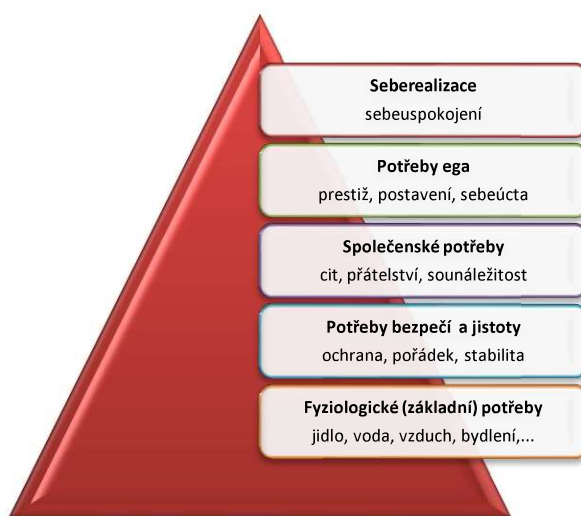 Seberealizace
sebeuspokojení
Potřeby ega
prestiž, postavení, sebeúcta
Společenské potřeby
cit, přátelství, sounáležitost
Potřeby bezpečí a jistoty
ochrana, pořádek, stabilita
Fyziologické (základní) potřeby
jidlo, voda, vzduch, bydlení,...